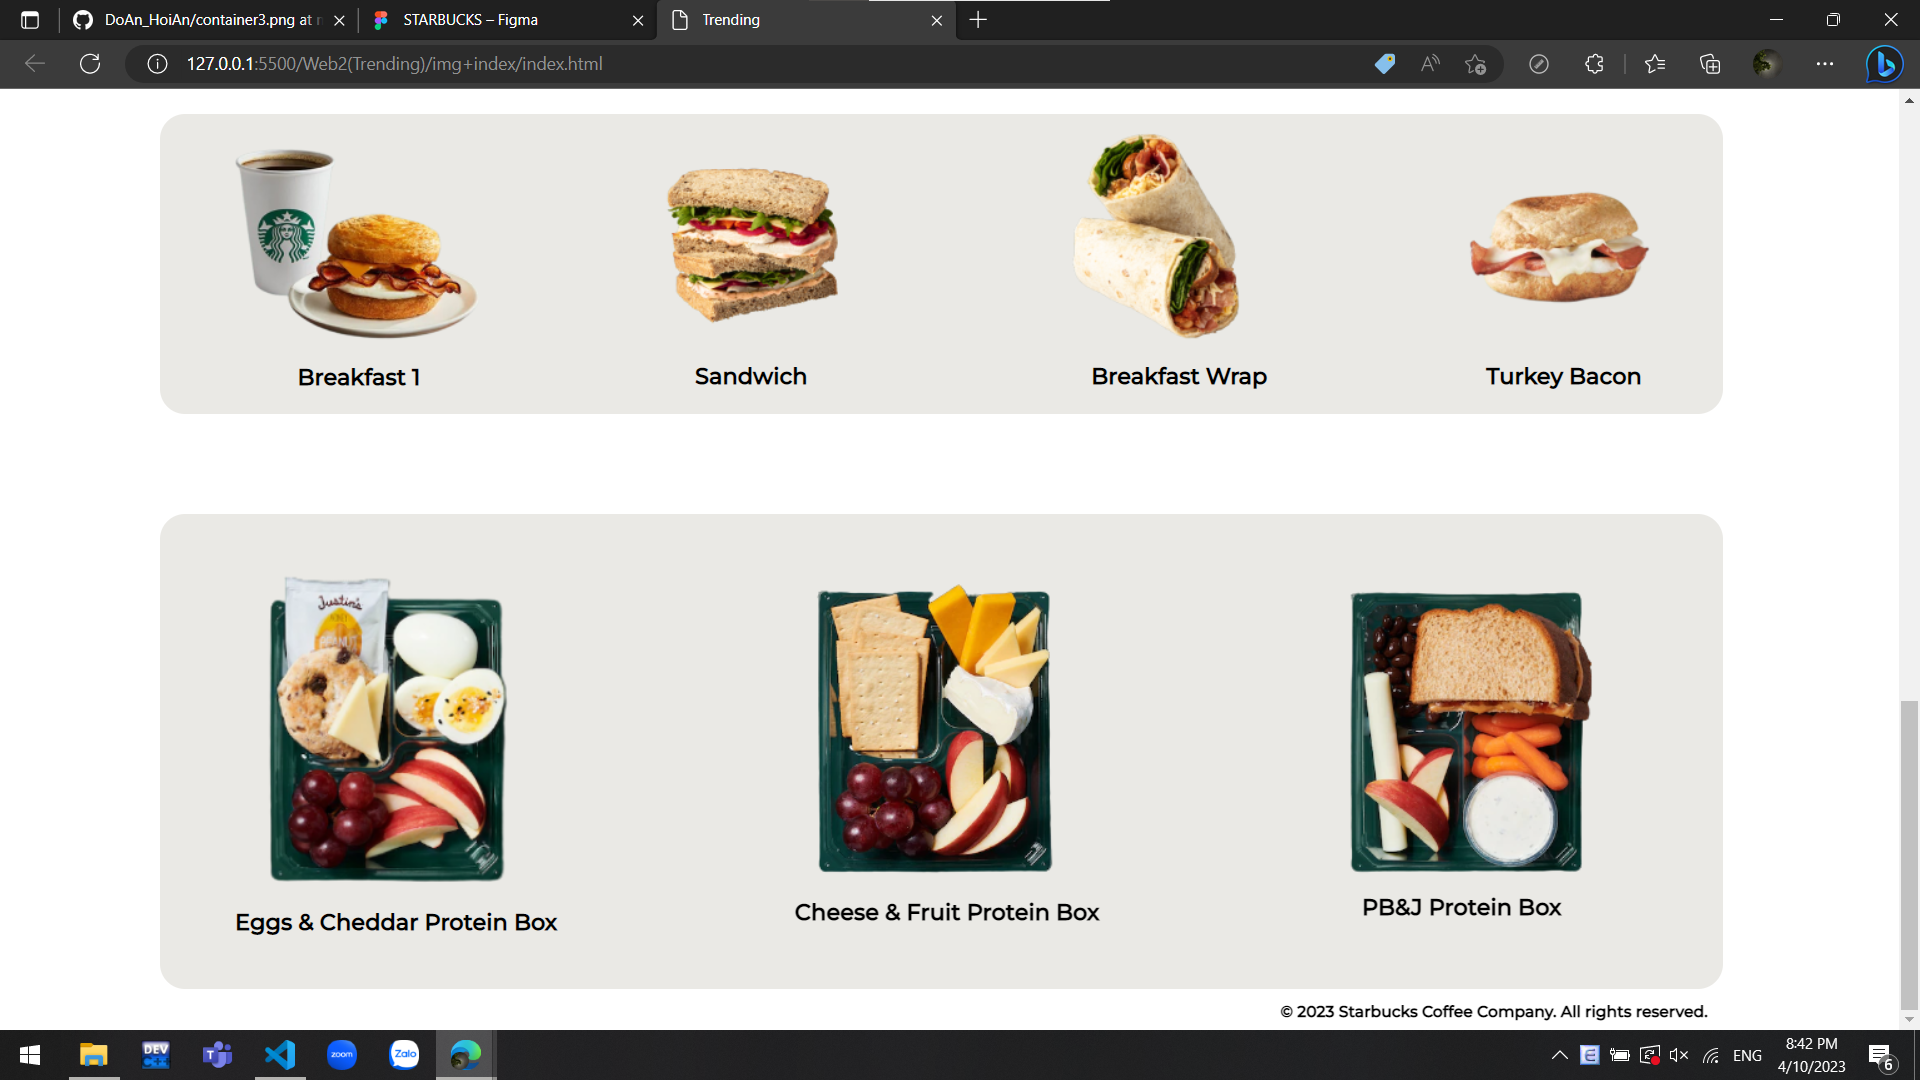 DoAn_HoiAn/container3.png at
STARBUCKS – Figma
Trending
127.0.0.1:5500/Web2(Trending)/img+index/index.html
Breakfast 1
Sandwich
Breakfast Wrap
Turkey Bacon
Justin's
Eggs & Cheddar Protein Box
Cheese & Fruit Protein Box
PB&J Protein Box
© 2023 Starbucks Coffee Company. All rights reserved.
DEV
C++
zoom
Zalo
ENG
8:42 PM
4/10/2023
6